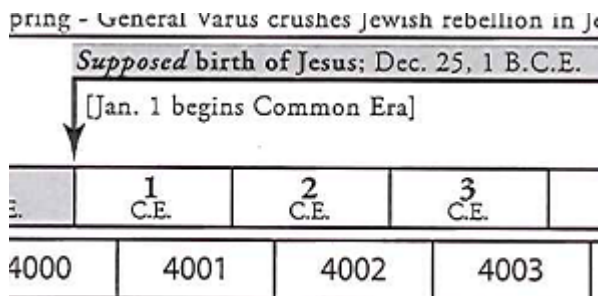 pring - General Varus crushes Jewish rebellion in Je
Supposed birth of Jesus; Dec. 25, 1 B.C.E.
[Jan. 1 begins Common Era]
E. 1 C.E. 2 C.E. 3 C.E.
4000 4001 4002 4003